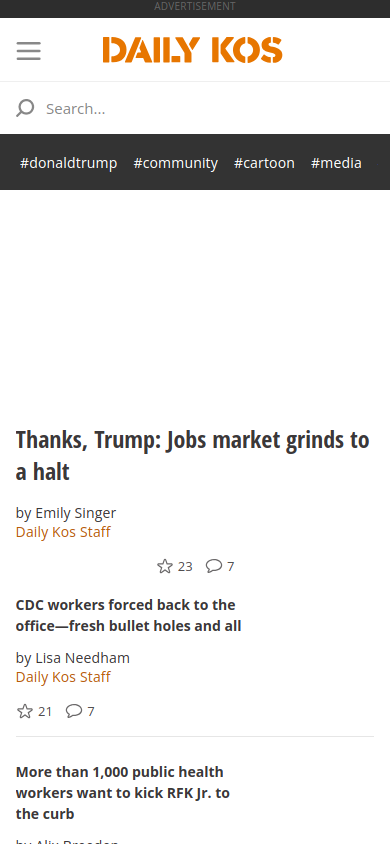 ADVERTISEMENT
DAILY KOS
Search...
#donaldtrump #community #cartoon #media
Thanks, Trump: Jobs market grinds to
a halt
by Emily Singer
Daily Kos Staff
23 7
CDC workers forced back to the
office—fresh bullet holes and all
by Lisa Needham
Daily Kos Staff
21 7
More than 1,000 public health
workers want to kick RFK Jr. to
the curb
by Alix Breeden